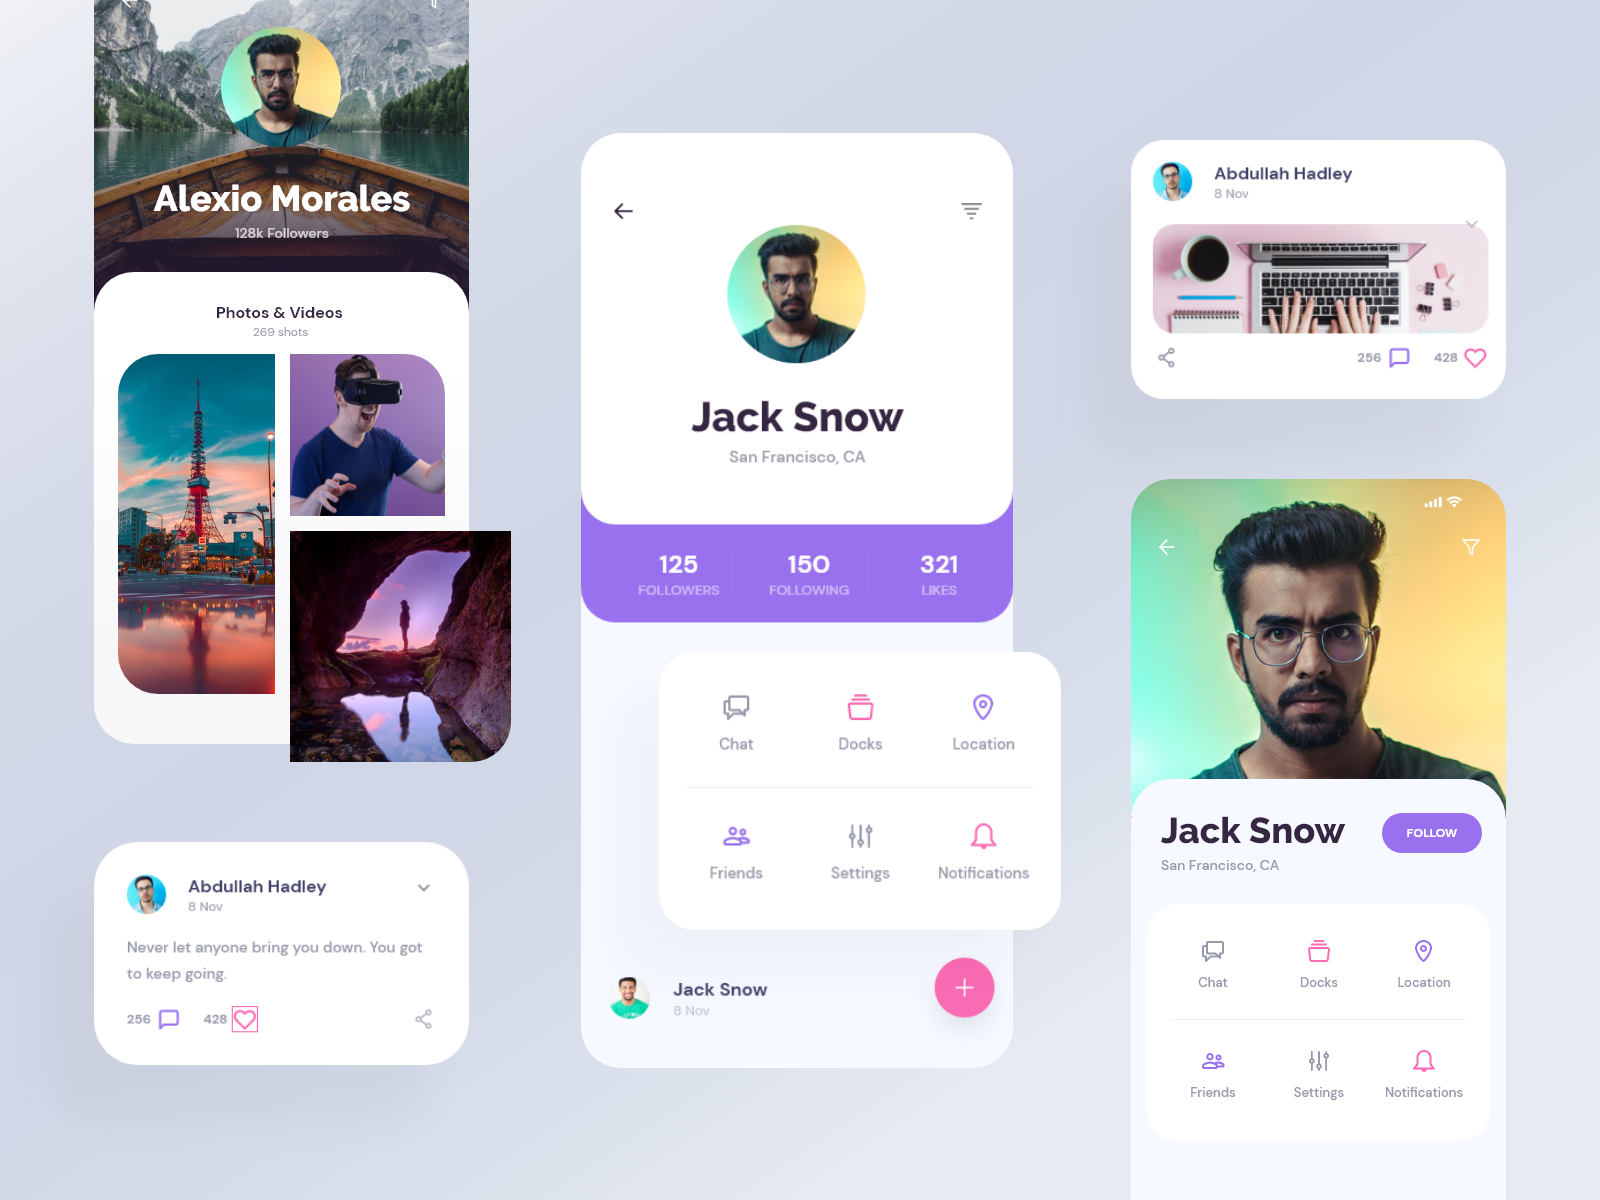 Alexio Morales
128k Followers
Photos & Videos
269 shots
Abdullah Hadley
8 Nov
Never let anyone bring you down. You got
to keep going.
256
428
Jack Snow
San Francisco, CA
125
150
321
FOLLOWERS
FOLLOWING
LIKES
Chat
Docks
Location
Friends
Settings
Notifications
Jack Snow
8 Nov
Abdullah Hadley
8 Nov
256
428
Jack Snow
FOLLOW
San Francisco, CA
Chat
Docks
Location
Friends
Settings
Notifications